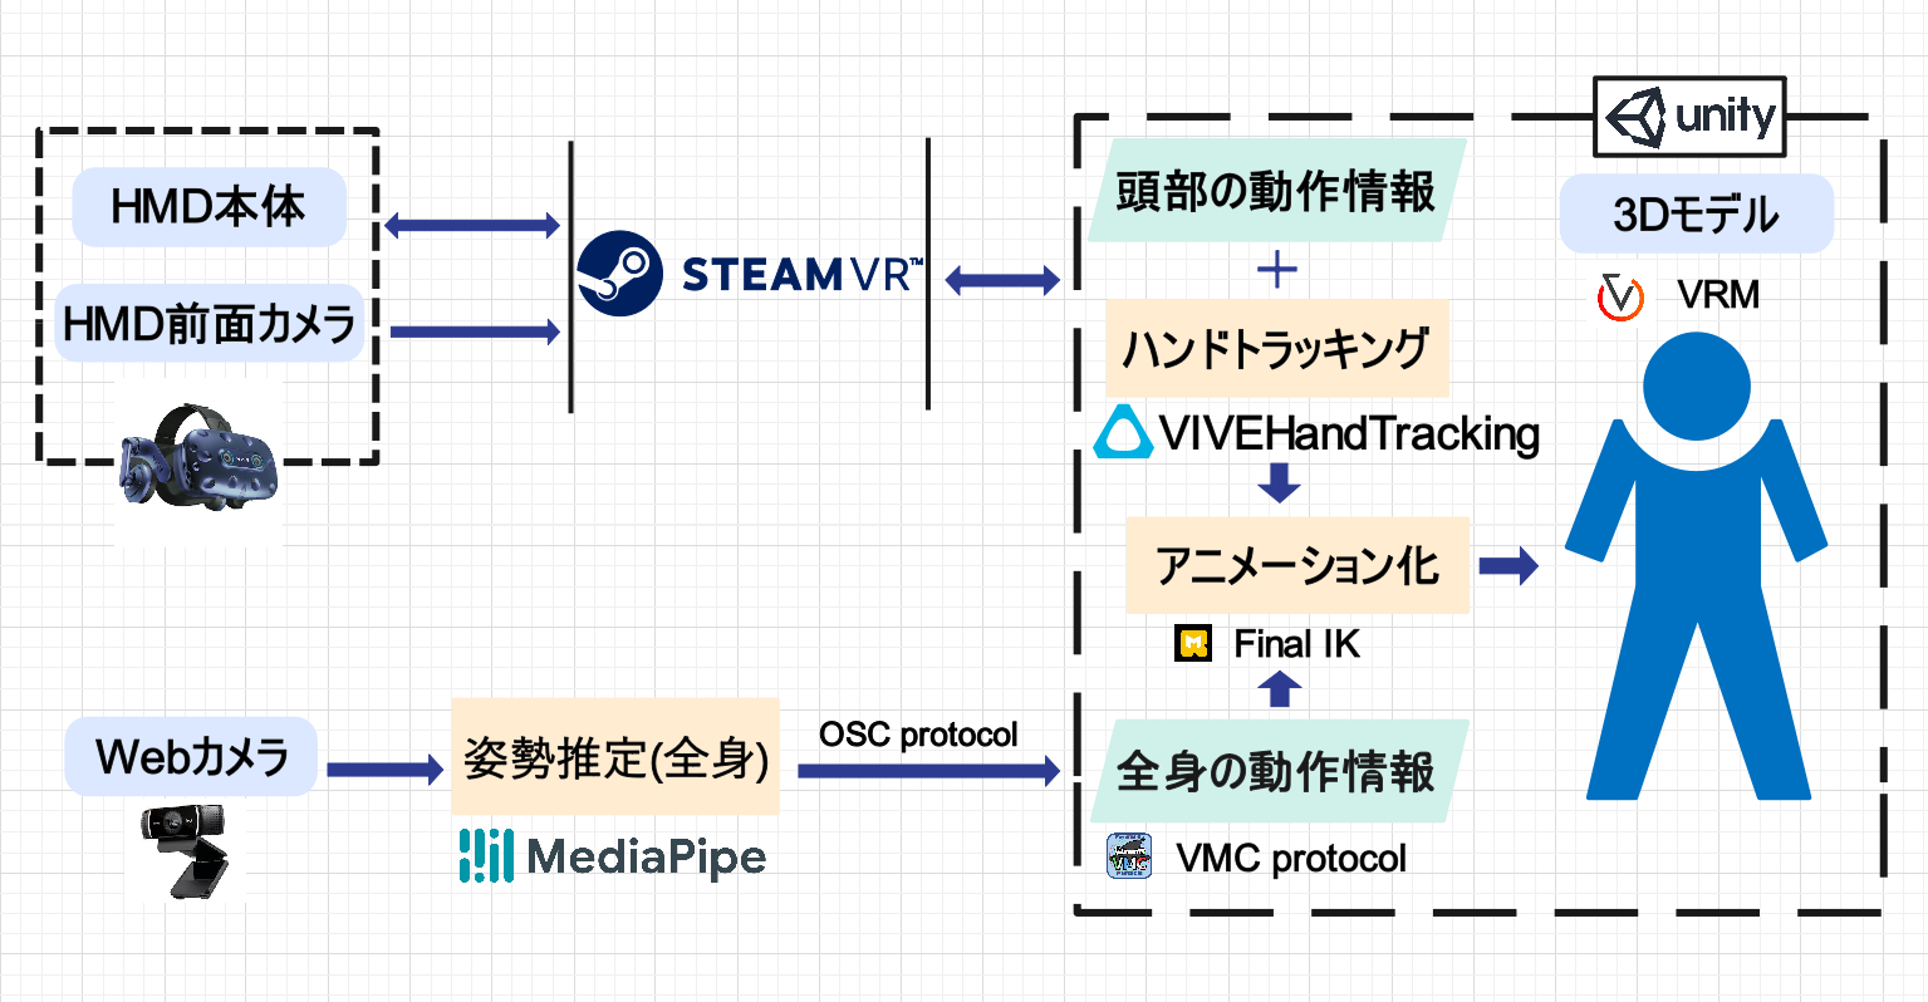 HMD本体
HMD前面カメラ
STEAMVR™
unity
頭部の動作情報
+
ハンドトラッキング
VIVEHandTracking
アニメーション化
Final IK
3Dモデル
VRM
Webカメラ
姿勢推定(全身)
MediaPipe
OSC protocol
全身の動作情報
VMC
VMC protocol